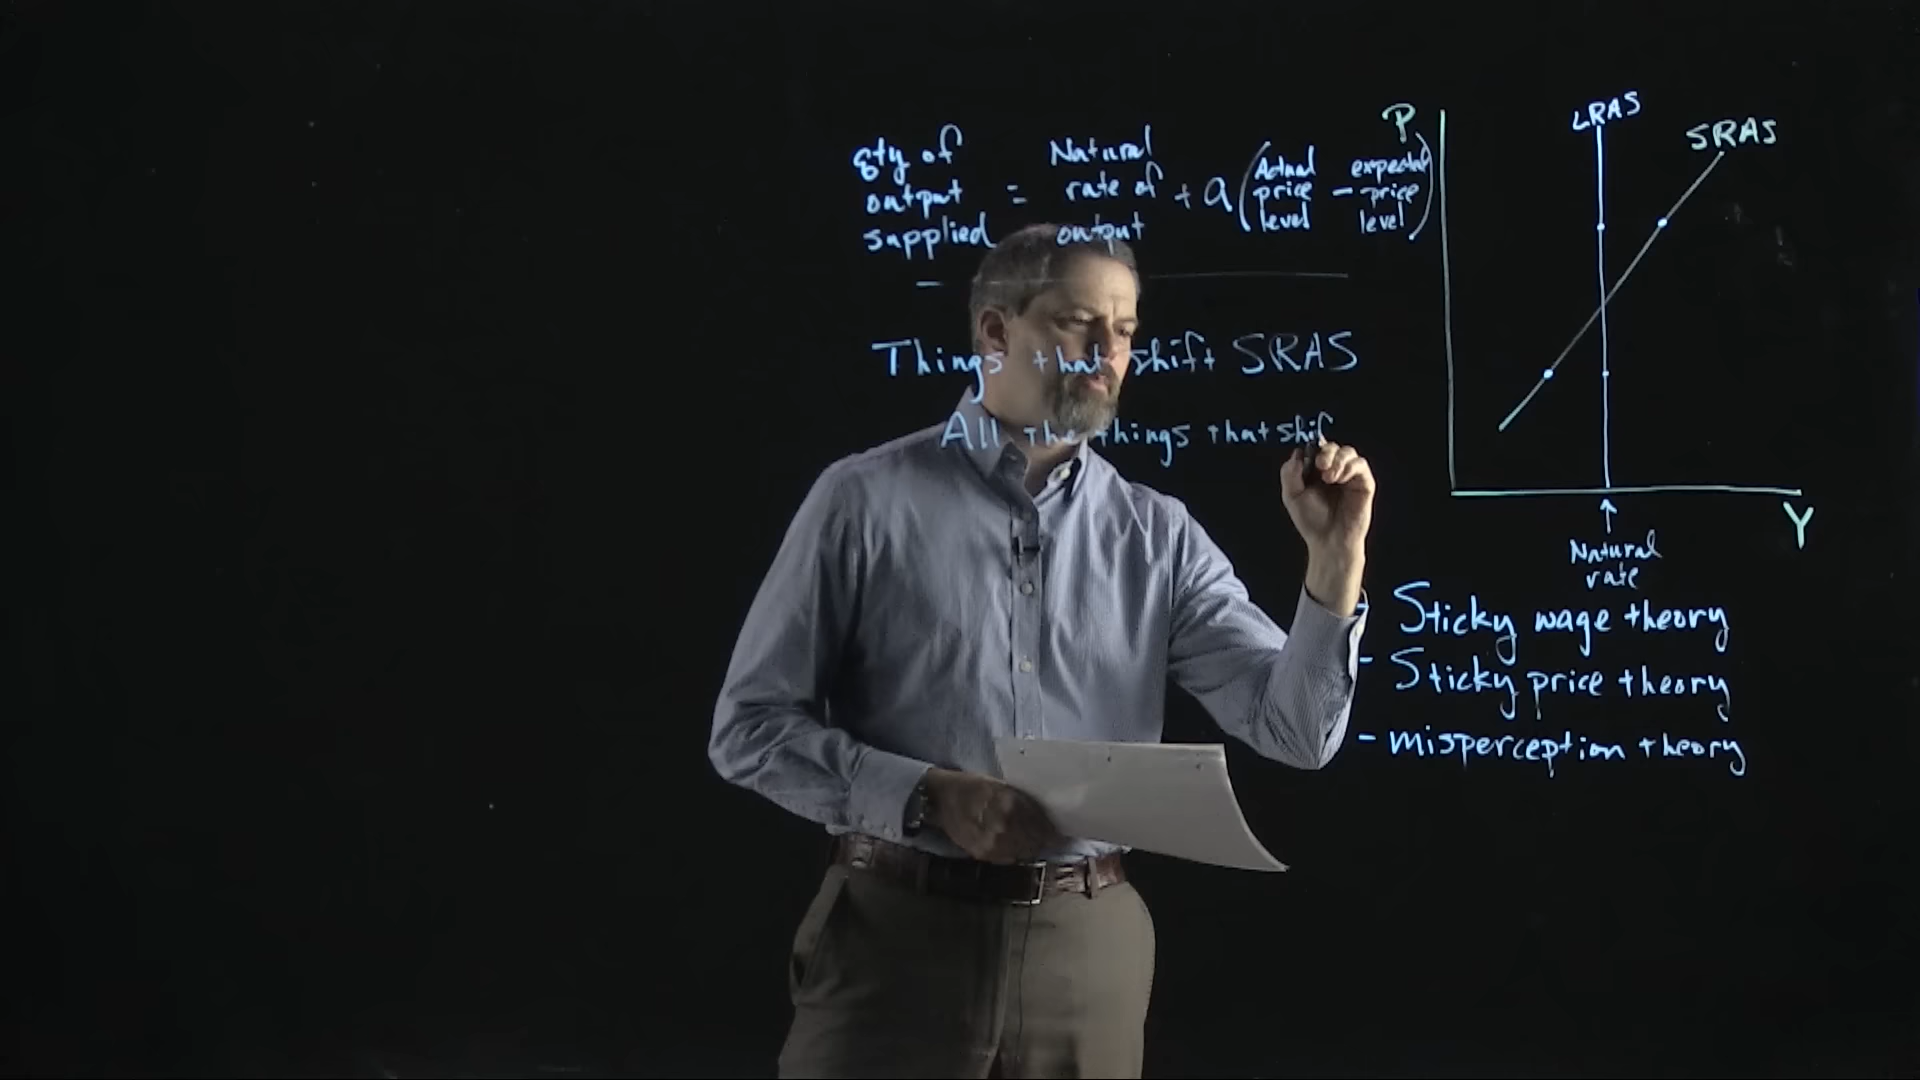 qty of
output
supplied
=
Natural
rate of
output
+ a
(Actual
price
level
-
expected
price
level)
Things that shift SRAS
All the things that shif
P
LRAS
SRAS
Y
↑
Natural
rate
- Sticky wage theory
- Sticky price theory
- misperception theory